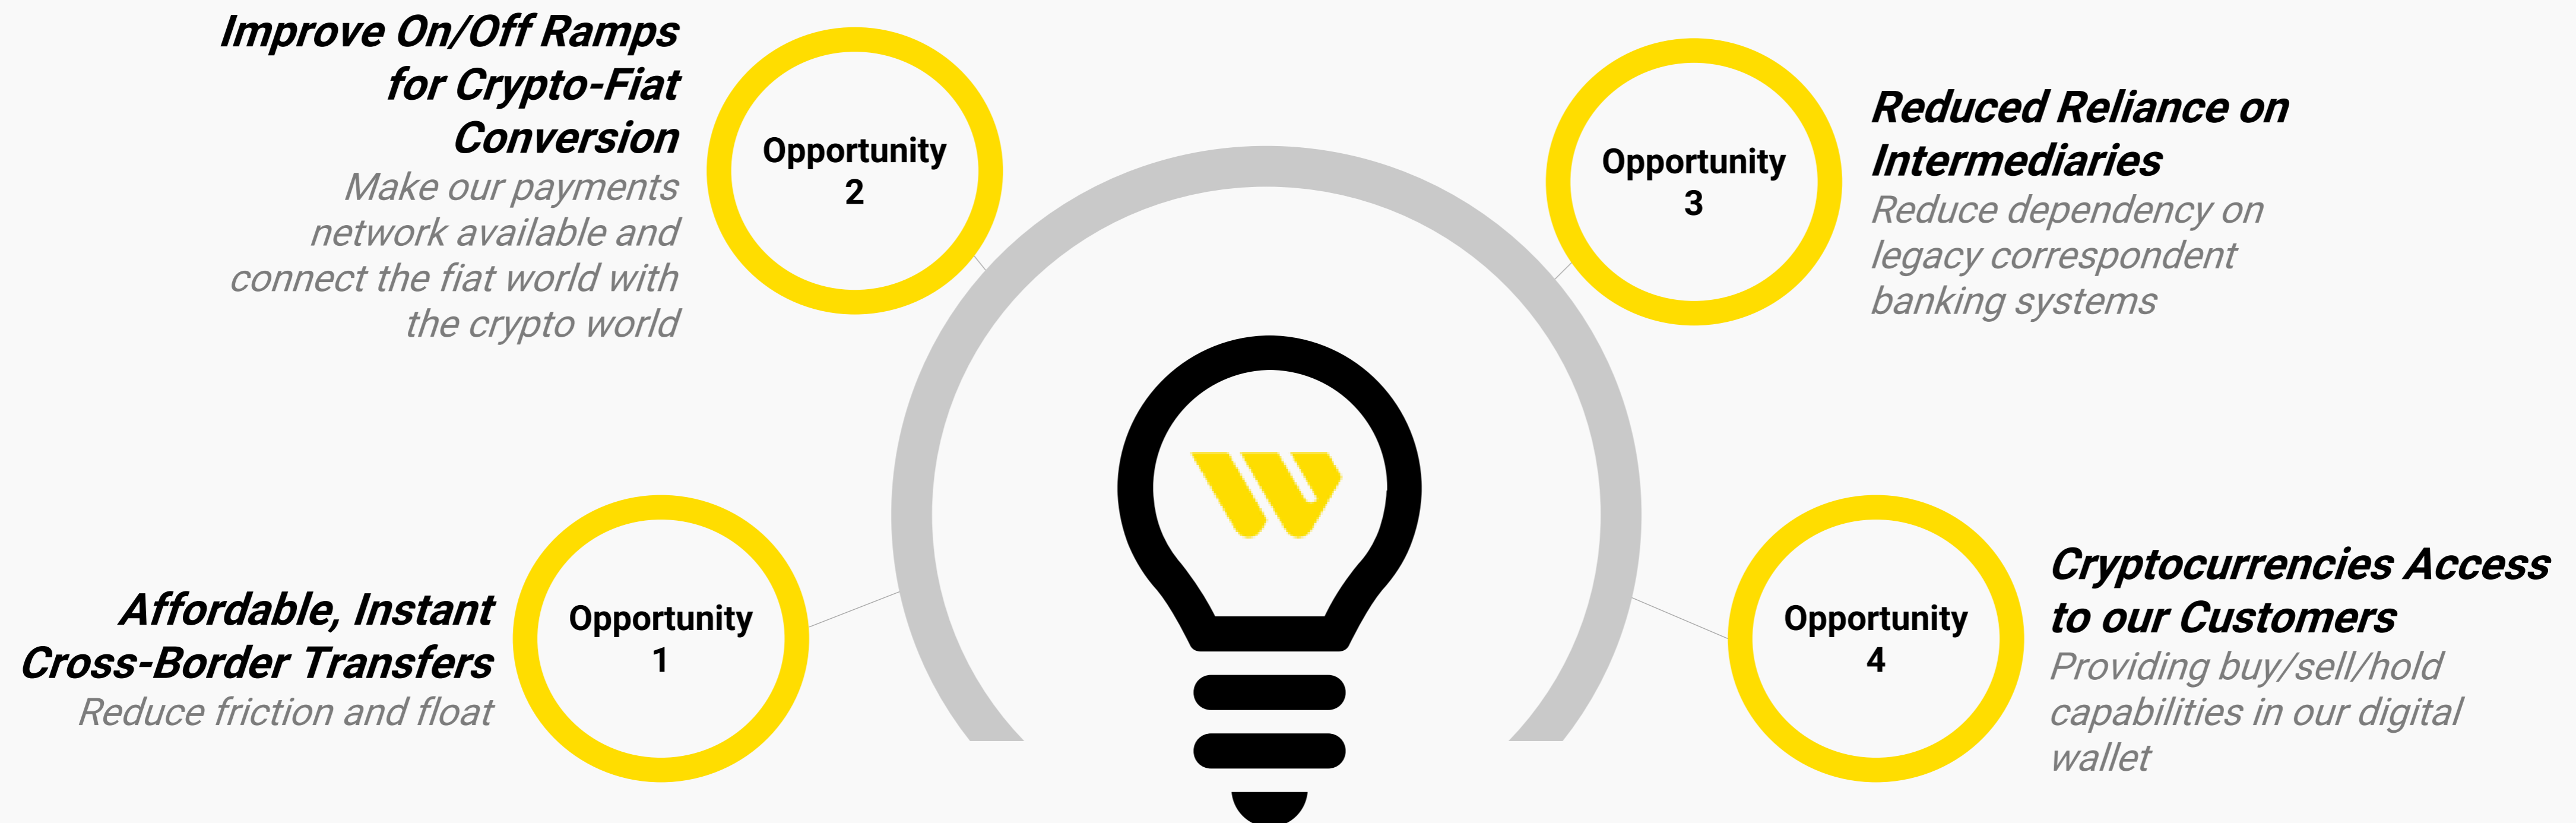 Improve On/Off Ramps
for Crypto-Fiat
Conversion
Make our payments
network available and
connect the fiat world with
the crypto world
Opportunity
2
Opportunity
3
Reduced Reliance on
Intermediaries
Reduce dependency on
legacy correspondent
banking systems
Affordable, Instant
Cross-Border Transfers
Reduce friction and float
Opportunity
1
Opportunity
4
Cryptocurrencies Access
to our Customers
Providing buy/sell/hold
capabilities in our digital
wallet